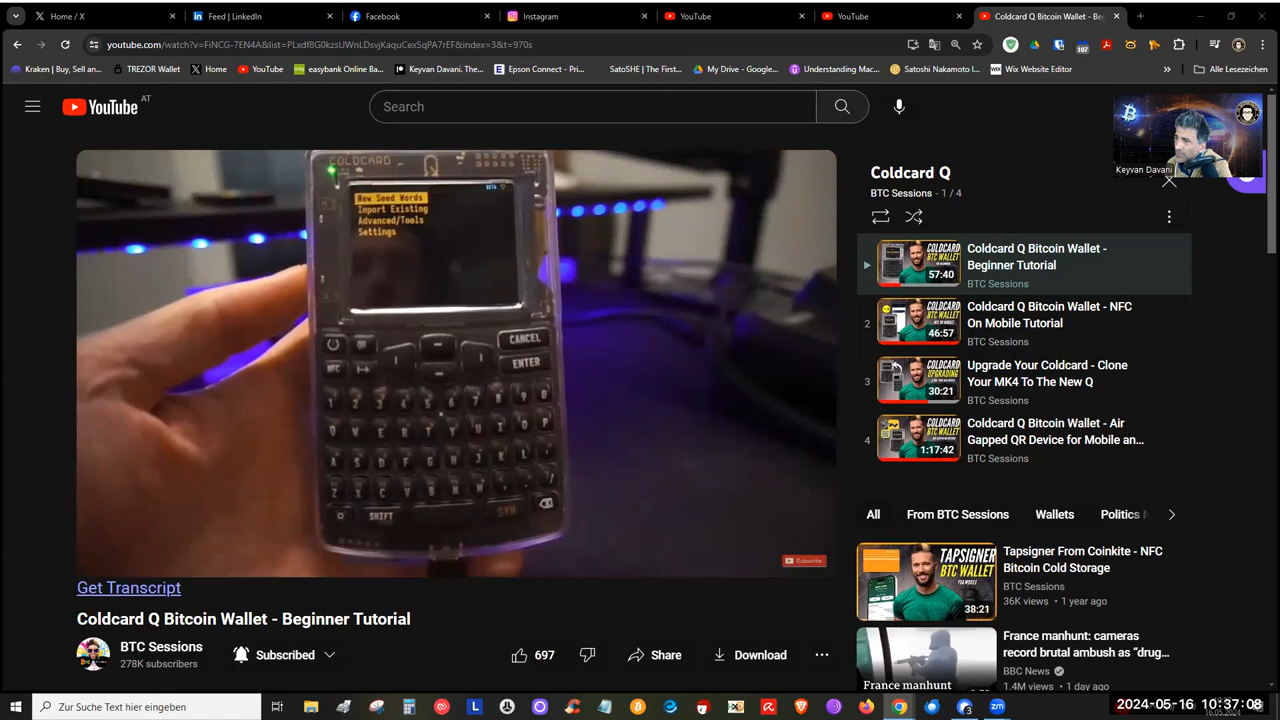 Home / X
Feed | LinkedIn
Facebook
Instagram
YouTube
YouTube
Coldcard Q Bitcoin Wallet - Be
youtube.com/watch?v=FiNCG-7EN4A&list=PLxdf8G0kzsUWnLDsvjKaquCexSqPA7rEF&index=3&t=970s
107
Kraken | Buy, Sell an...
TREZOR Wallet
Home
YouTube
easybank Online Ba...
Keyvan Davani. The...
Epson Connect - Pri...
SatoSHE | The First...
My Drive - Google...
Understanding Mac...
Satoshi Nakamoto I...
Wix Website Editor
»
Alle Lesezeichen
YouTube AT
Search
Keyvan Davani
COLDCARD Q
New Seed Words
Import Existing
Advanced/Tools
Settings
CANCEL
ENTER
NFC
QR
SHIFT
SYM
Subscribe
Coldcard Q
BTC Sessions - 1 / 4
Coldcard Q Bitcoin Wallet -
Beginner Tutorial
BTC Sessions
57:40
2
Coldcard Q Bitcoin Wallet - NFC
On Mobile Tutorial
BTC Sessions
46:57
3
Upgrade Your Coldcard - Clone
Your MK4 To The New Q
BTC Sessions
30:21
4
Coldcard Q Bitcoin Wallet - Air
Gapped QR Device for Mobile an...
BTC Sessions
1:17:42
All
From BTC Sessions
Wallets
Politics
TAPSIGNER
BTC WALLET
38:21
Tapsigner From Coinkite - NFC
Bitcoin Cold Storage
BTC Sessions
36K views • 1 year ago
France manhunt
France manhunt: cameras
record brutal ambush as “drug...
BBC News
1.4M views • 1 day ago
Get Transcript
Coldcard Q Bitcoin Wallet - Beginner Tutorial
BTC Sessions
278K subscribers
Subscribed
697
Share
Download
Zur Suche Text hier eingeben
2024-05-16 10:37:08